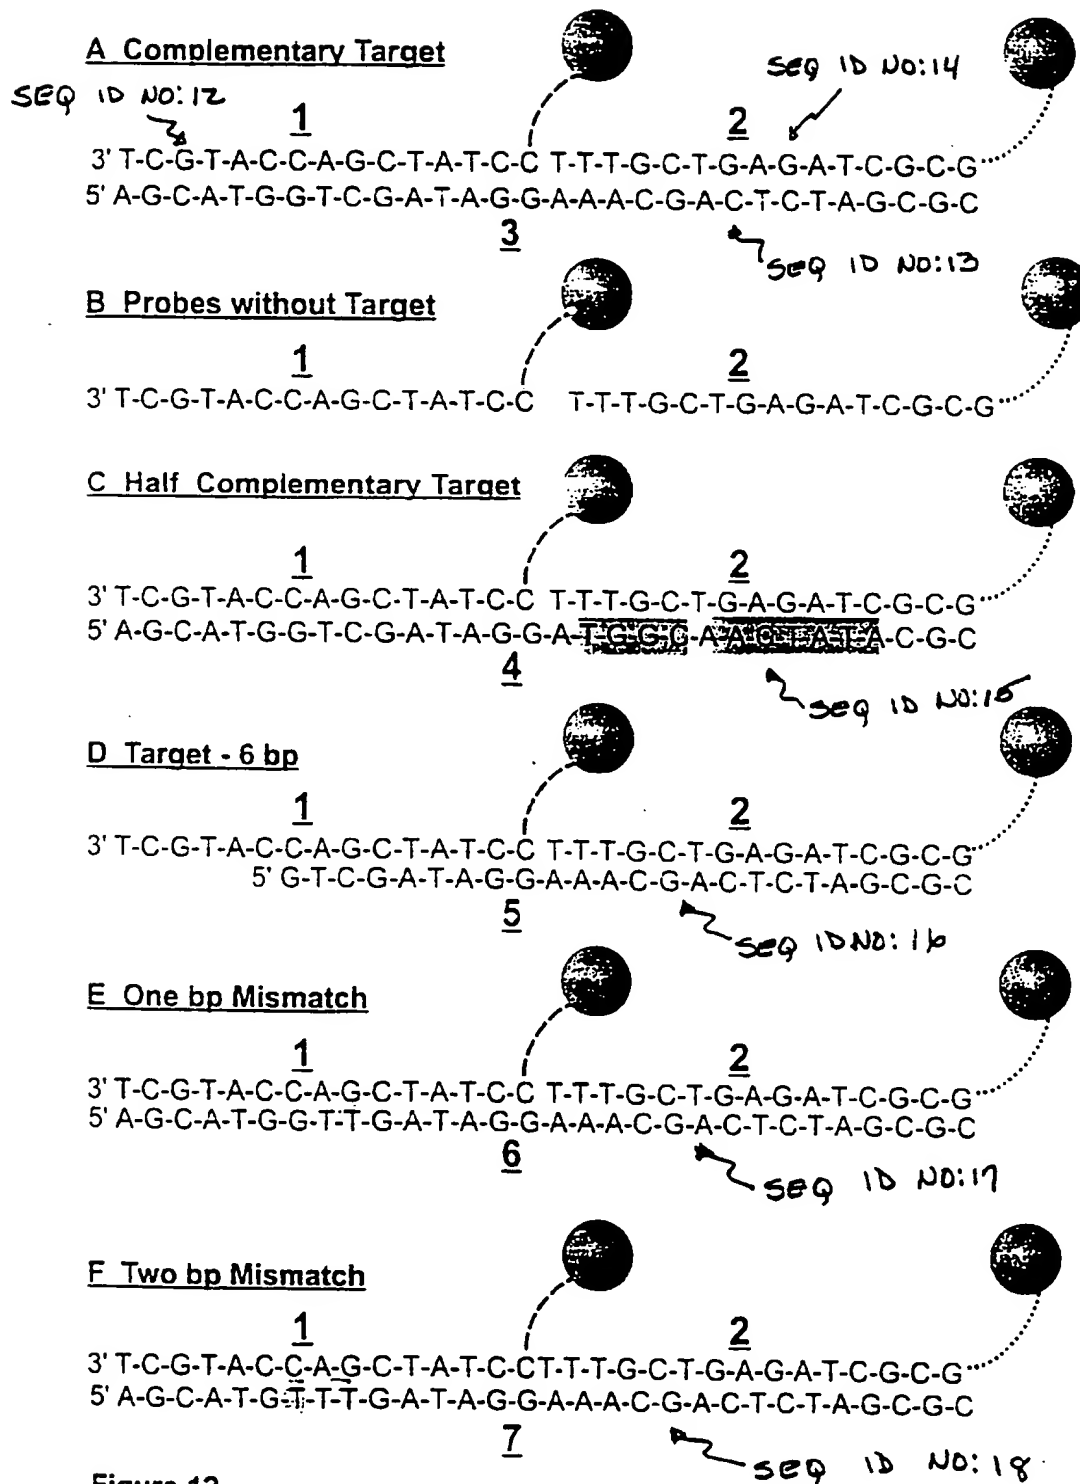 A Complementary Target
SEQ ID NO:14
SEQ ID NO:12
1 2
3' T-C-G-T-A-C-C-A-G-C-T-A-T-C-C T-T-T-G-C-T-G-A-G-A-T-C-G-C-G
5' A-G-C-A-T-G-G-T-C-G-A-T-A-G-G-A-A-A-C-G-A-C-T-C-T-A-G-C-G-C
3
SEQ ID NO:13
B Probes without Target
1 2
3' T-C-G-T-A-C-C-A-G-C-T-A-T-C-C T-T-T-G-C-T-G-A-G-A-T-C-G-C-G
C Half Complementary Target
1 2
3' T-C-G-T-A-C-C-A-G-C-T-A-T-C-C T-T-T-G-C-T-G-A-G-A-T-C-G-C-G
5' A-G-C-A-T-G-G-T-C-G-A-T-A-G-G-A-T-G-G-C-A-A-C-T-A-T-A-C-G-C
4
SEQ ID NO:15
D Target - 6 bp
1 2
3' T-C-G-T-A-C-C-A-G-C-T-A-T-C-C T-T-T-G-C-T-G-A-G-A-T-C-G-C-G
5' G-T-C-G-A-T-A-G-G-A-A-A-C-G-A-C-T-C-T-A-G-C-G-C
5
SEQ ID NO: 16
E One bp Mismatch
1 2
3' T-C-G-T-A-C-C-A-G-C-T-A-T-C-C T-T-T-G-C-T-G-A-G-A-T-C-G-C-G
5' A-G-C-A-T-G-G-T-T-G-A-T-A-G-G-A-A-A-C-G-A-C-T-C-T-A-G-C-G-C
6
SEQ ID NO:17
F Two bp Mismatch
1 2
3' T-C-G-T-A-C-C-A-G-C-T-A-T-C-C-T-T-T-G-C-T-G-A-G-A-T-C-G-C-G
5' A-G-C-A-T-G-T-T-T-G-A-T-A-G-G-A-A-A-C-G-A-C-T-C-T-A-G-C-G-C
7
SEQ ID NO: 18
Figure 12